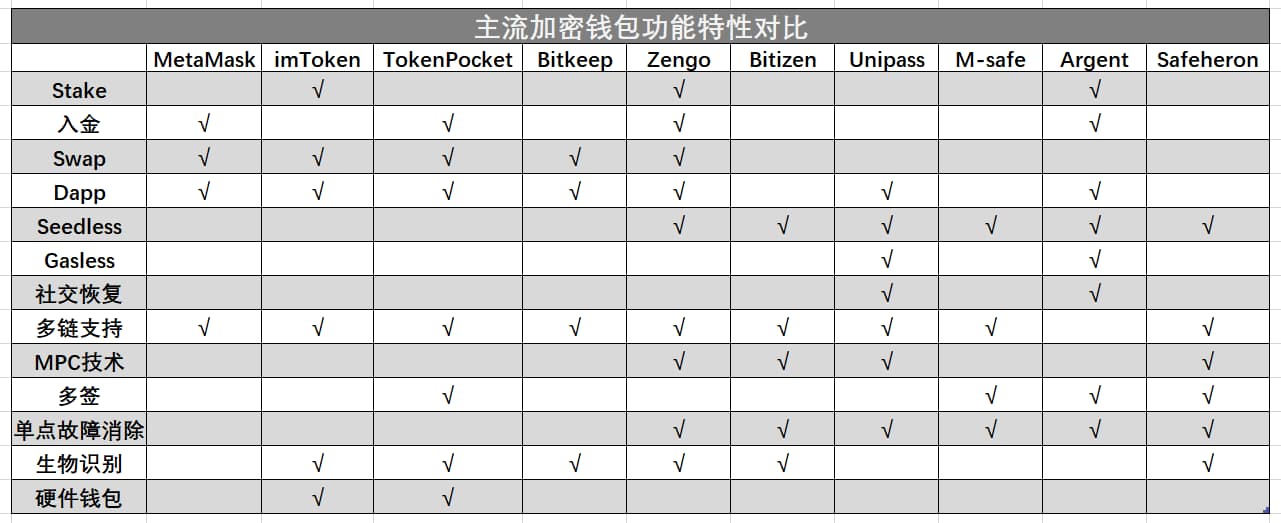 主流加密钱包功能特性对比
MetaMask imToken TokenPocket Bitkeep Zengo Bitizen Unipass M-safe Argent Safeheron
Stake √ √ √
入金 √ √ √ √
Swap √ √ √ √ √
Dapp √ √ √ √ √ √ √
Seedless √ √ √ √ √ √
Gasless √ √
社交恢复 √ √
多链支持 √ √ √ √ √ √ √ √ √
MPC技术 √ √ √ √
多签 √ √ √ √
单点故障消除 √ √ √ √ √ √
生物识别 √ √ √ √ √ √
硬件钱包 √ √